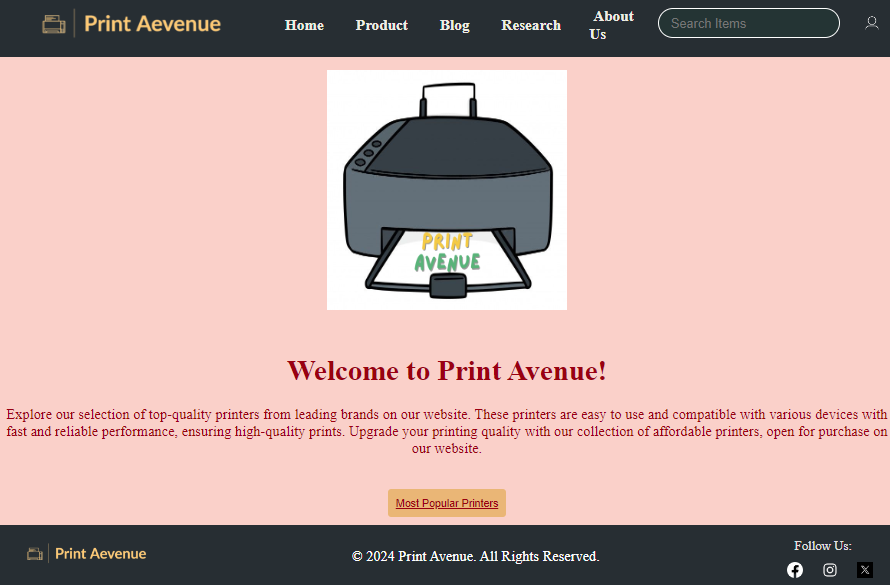 Print Aevenue
Home
Product
Blog
Research
About
Us
Search Items
PRINT
AVENUE
Welcome to Print Avenue!
Explore our selection of top-quality printers from leading brands on our website. These printers are easy to use and compatible with various devices with
fast and reliable performance, ensuring high-quality prints. Upgrade your printing quality with our collection of affordable printers, open for purchase on
our website.
Most Popular Printers
Print Aevenue
© 2024 Print Avenue. All Rights Reserved.
Follow Us: